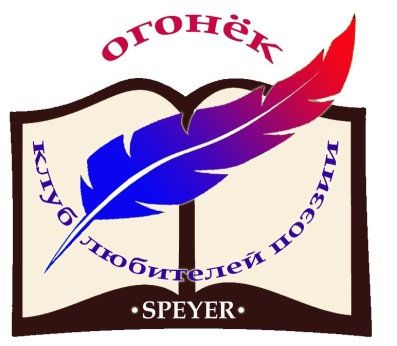 огонёк
клуб любителей поэзии
•SPEYER•